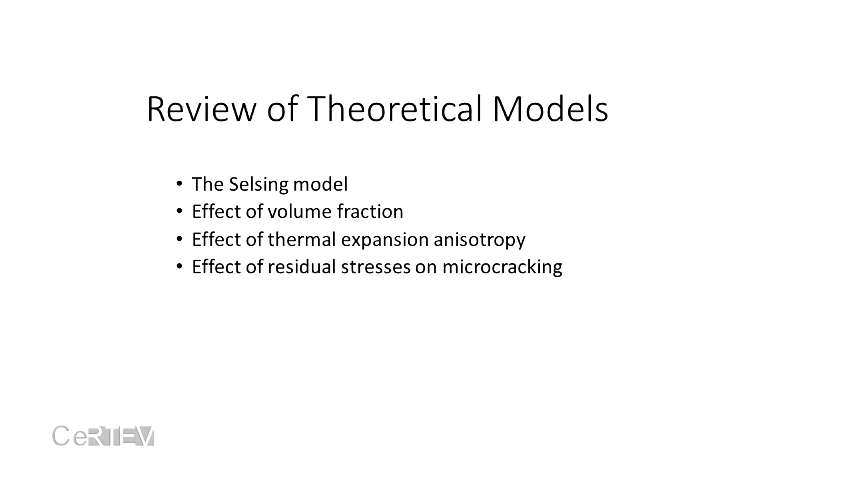 Review of Theoretical Models
• The Selsing model
• Effect of volume fraction
• Effect of thermal expansion anisotropy
• Effect of residual stresses on microcracking
CeRTEV